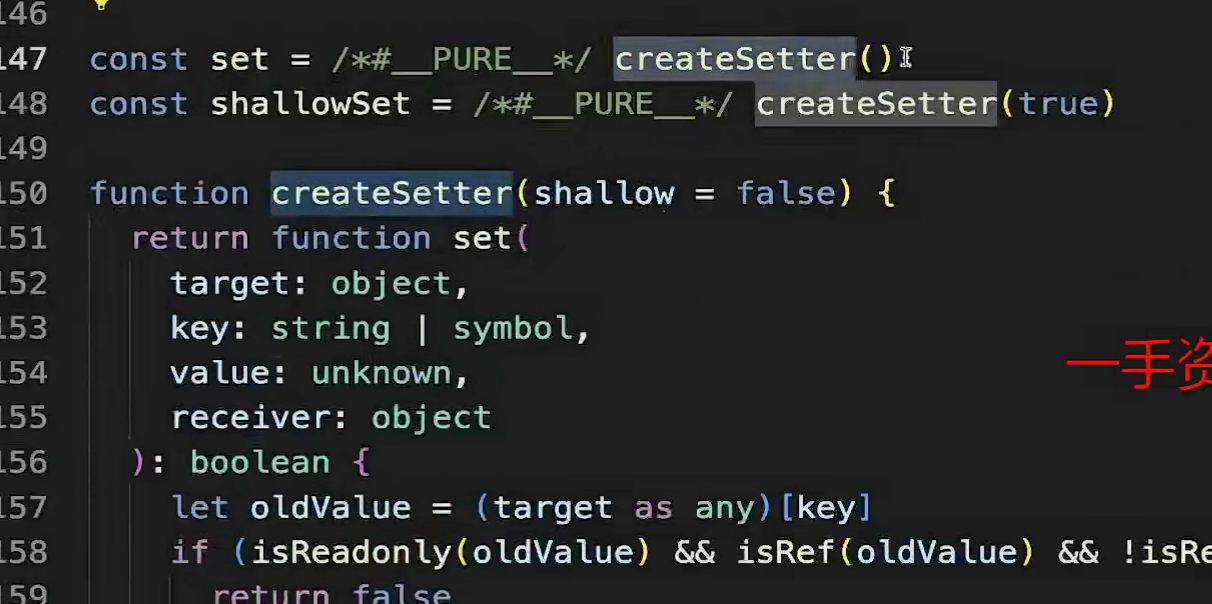 146
147 const set = /*#__PURE__*/ createSetter()
148 const shallowSet = /*#__PURE__*/ createSetter(true)
149
150 function createSetter(shallow = false) {
151 return function set(
152 target: object,
153 key: string | symbol,
154 value: unknown,
155 receiver: object
一手资
156 ): boolean {
157 let oldValue = (target as any)[key]
158 if (isReadonly(oldValue) && isRef(oldValue) && !isRe
159 return false